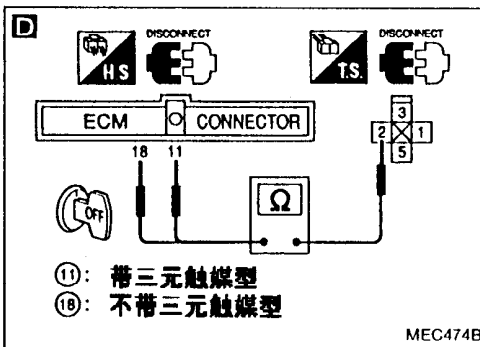 D
DISCONNECT
DISCONNECT
H.S
T.S.
ECM
CONNECTOR
3
2
1
5
18
11
OFF
Ω
⑪: 带三元触媒型
⑱: 不带三元触媒型
MEC474B